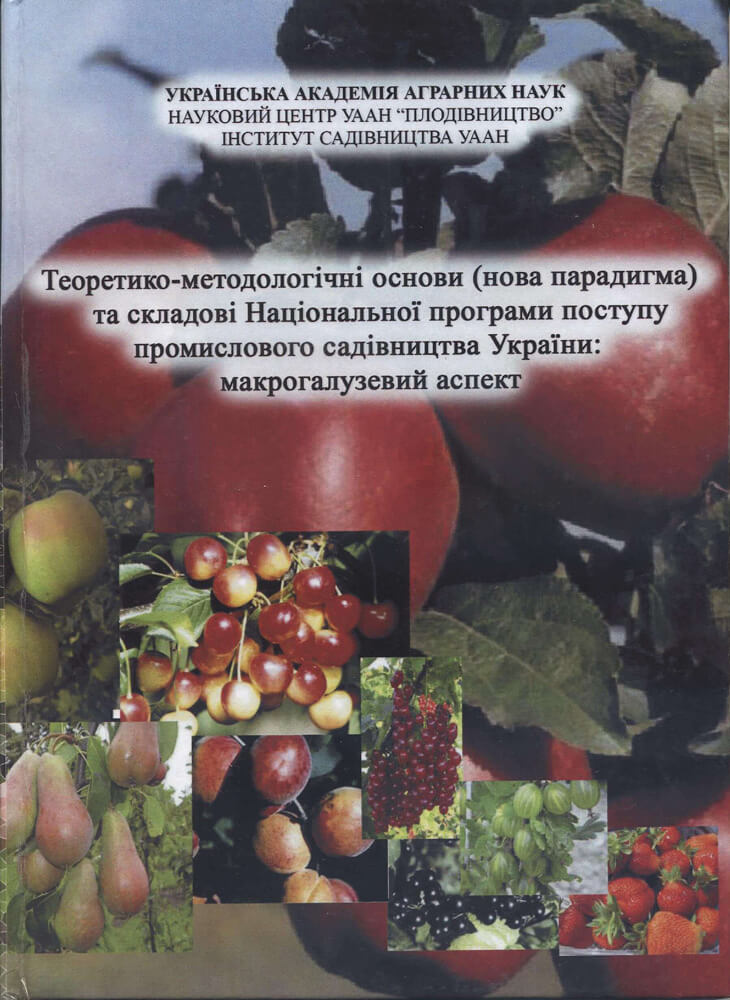 УКРАЇНСЬКА АКАДЕМІЯ АГРАРНИХ НАУК
НАУКОВИЙ ЦЕНТР УААН “ПЛОДІВНИЦТВО”
ІНСТИТУТ САДІВНИЦТВА УААН
Теоретико-методологічні основи (нова парадигма)
та складові Національної програми поступу
промислового садівництва України:
макрогалузевий аспект